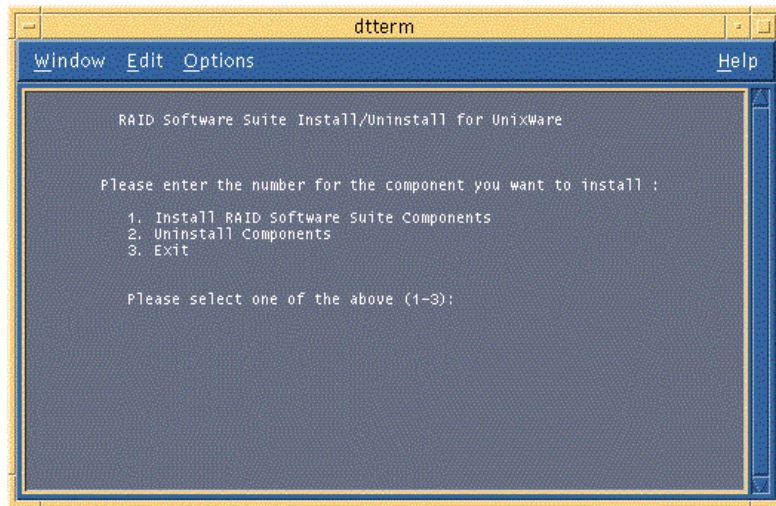 dtterm
Window Edit Options Help
RAID Software Suite Install/Uninstall for UnixWare
Please enter the number for the component you want to install :
1. Install RAID Software Suite Components
2. Uninstall Components
3. Exit
Please select one of the above (1-3):